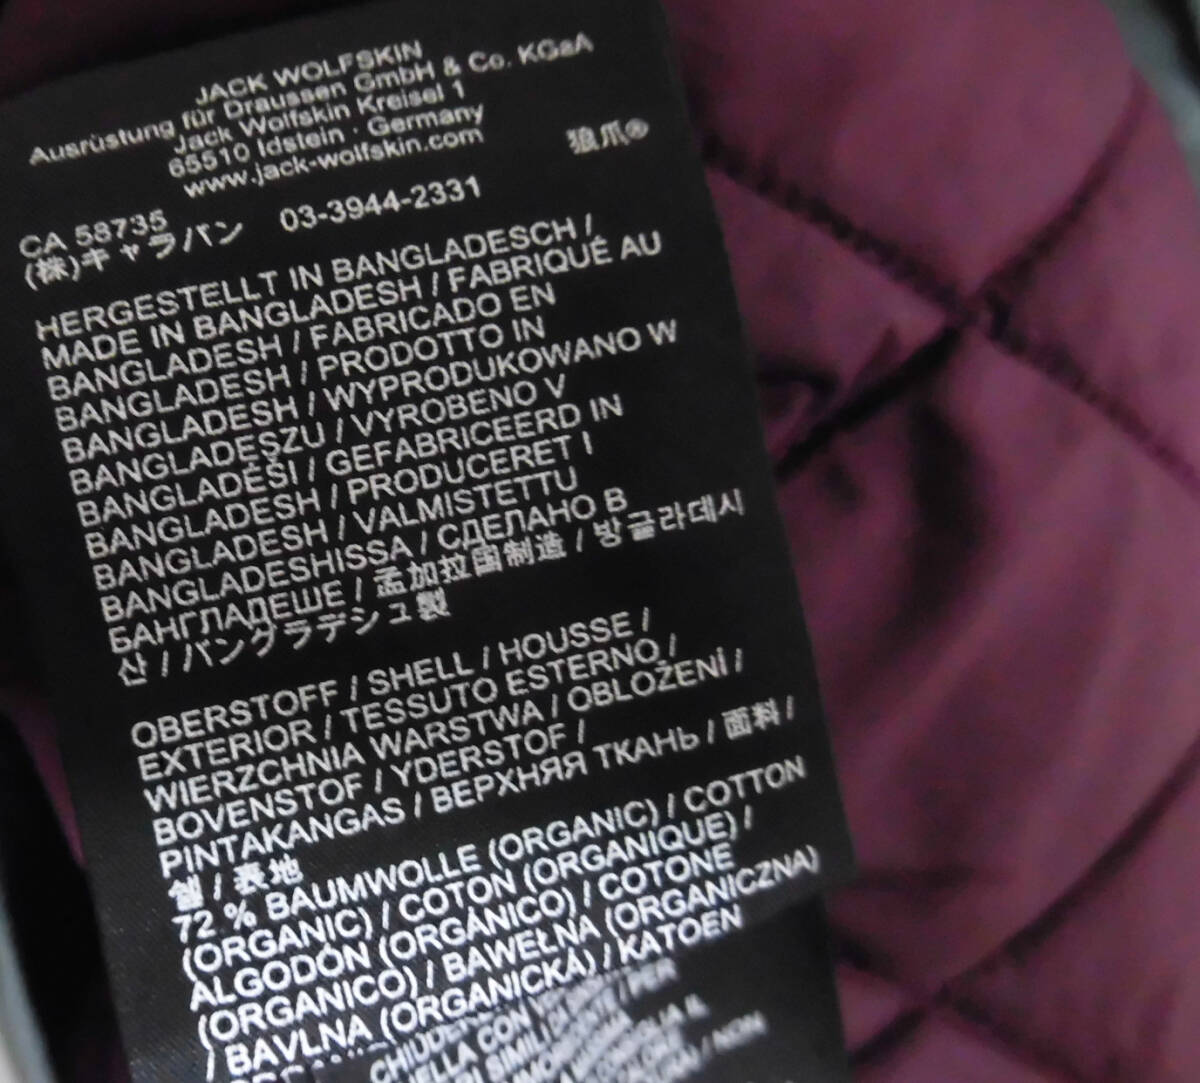 JACK WOLFSKIN
Ausrüstung für Draussen GmbH & Co. KGaA
Jack Wolfskin Kreisel 1
65510 Idstein · Germany
www.jack-wolfskin.com
狼爪®
CA 58735
(株)キャラバン 03-3944-2331
HERGESTELLT IN BANGLADESCH /
MADE IN BANGLADESH / FABRIQUÉ AU
BANGLADESH / FABRICADO EN
BANGLADESH / PRODOTTO IN
BANGLADESH / WYPRODUKOWANO W
BANGLADESZU / VYROBENO V
BANGLADÉŠI / GEFABRICEERD IN
BANGLADESH / PRODUCERET I
BANGLADESH / VALMISTETTU
BANGLADESHISSA / СДЕЛАНО В
БАНГЛАДЕШЕ / 孟加拉国制造 / 방글라데시
산 / バングラデシュ製
OBERSTOFF / SHELL / HOUSSE /
EXTERIOR / TESSUTO ESTERNO /
WIERZCHNIA WARSTWA / OBLOŽENÍ /
BOVENSTOF / YDERSTOF /
PINTAKANGAS / ВЕРХНЯЯ ТКАНЬ / 面料 /
쉘 / 表地
72 % BAUMWOLLE (ORGANIC) / COTTON
(ORGANIC) / COTON (ORGANIQUE) /
ALGODÓN (ORGÁNICO) / COTONE
(ORGANICO) / BAWEŁNA (ORGANICZNA)
/ BAVLNA (ORGANICKÁ) / KATOEN